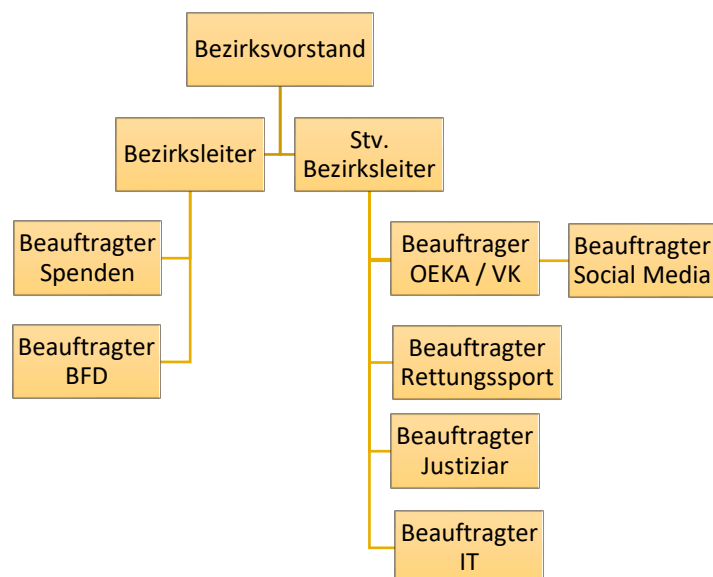 Bezirksvorstand
Bezirksleiter
Stv.
Bezirksleiter
Beauftragter
Spenden
Beauftragter
BFD
Beauftrager
OEKA / VK
Beauftragter
Social Media
Beauftragter
Rettungssport
Beauftragter
Justiziar
Beauftragter
IT